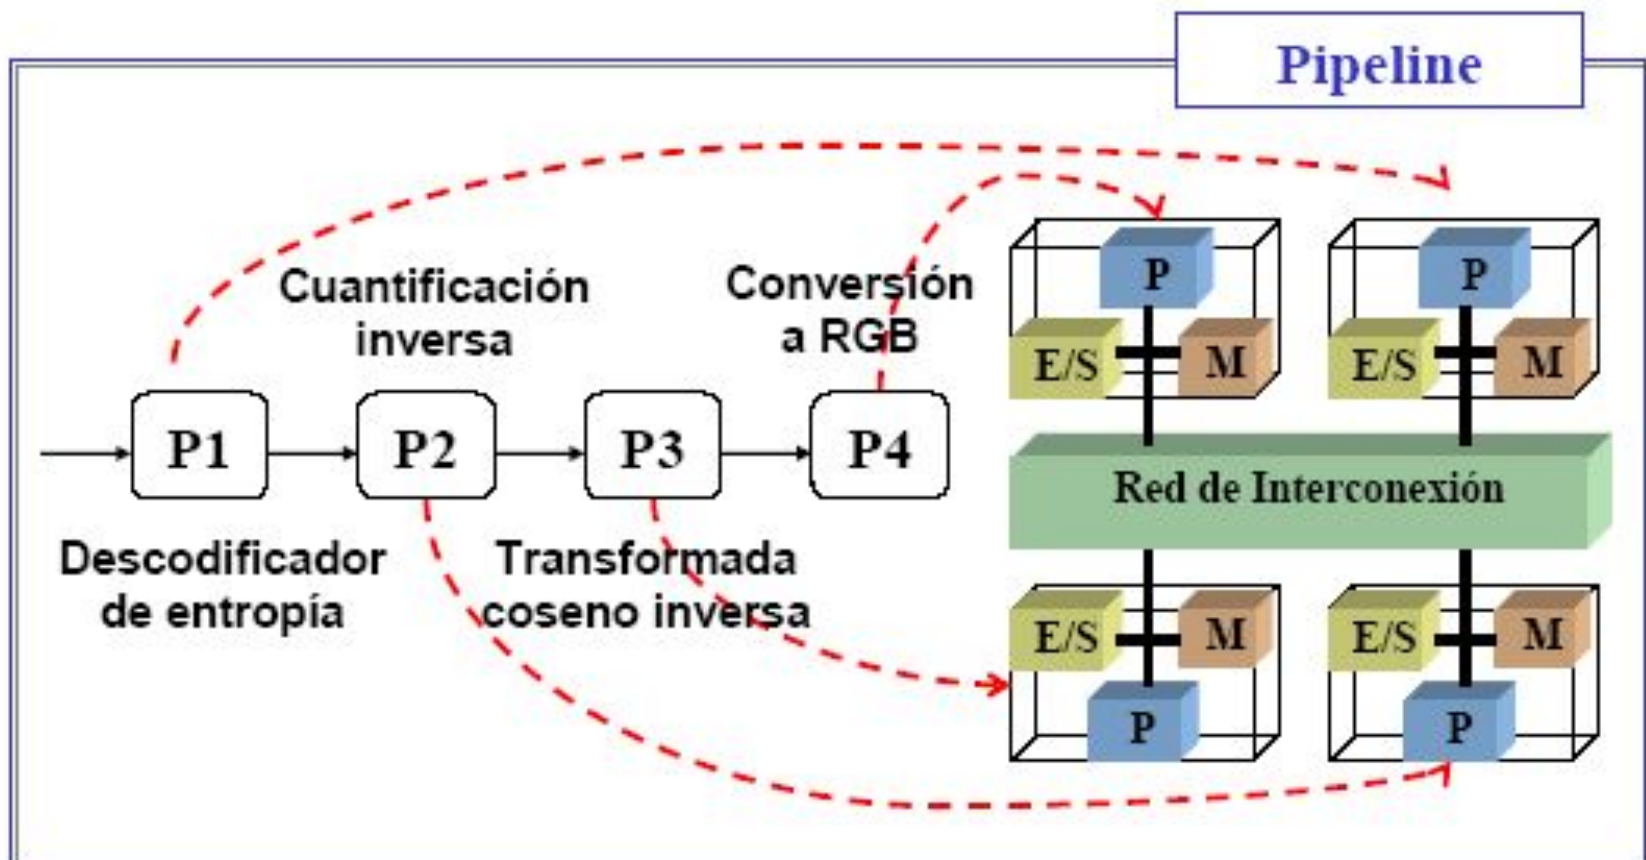 Pipeline
Cuantificación
inversa
Conversión
a RGB
P1
P2
P3
P4
Descodificador
de entropía
Transformada
coseno inversa
P
E/S
M
P
E/S
M
Red de Interconexión
E/S
M
P
E/S
M
P